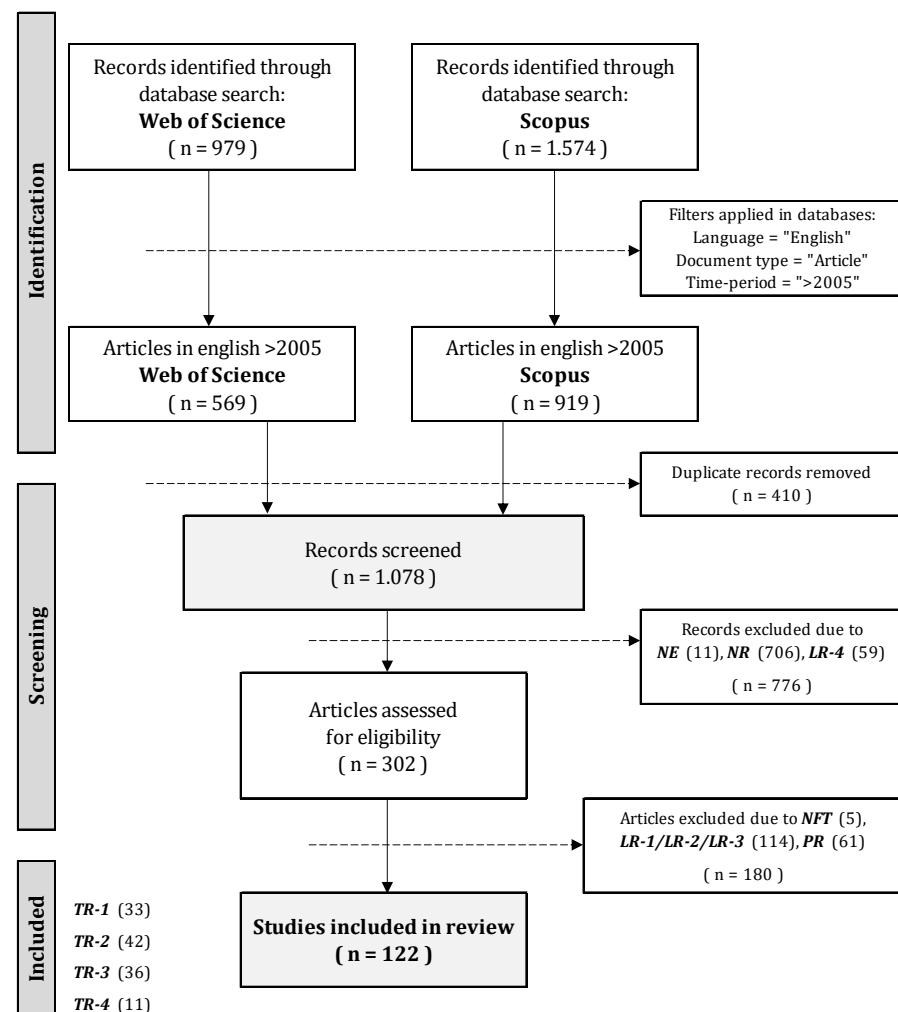 Identification
Records identified through
database search:
Web of Science
( n = 979 )
Records identified through
database search:
Scopus
( n = 1.574 )
Filters applied in databases:
Language = "English"
Document type = "Article"
Time-period = ">2005"
Articles in english >2005
Web of Science
( n = 569 )
Articles in english >2005
Scopus
( n = 919 )
Screening
Duplicate records removed
( n = 410 )
Records screened
( n = 1.078 )
Records excluded due to
NE (11), NR (706), LR-4 (59)
( n = 776 )
Articles assessed
for eligibility
( n = 302 )
Articles excluded due to NFT (5),
LR-1/LR-2/LR-3 (114), PR (61)
( n = 180 )
Included
TR-1 (33)
TR-2 (42)
TR-3 (36)
TR-4 (11)
Studies included in review
( n = 122 )